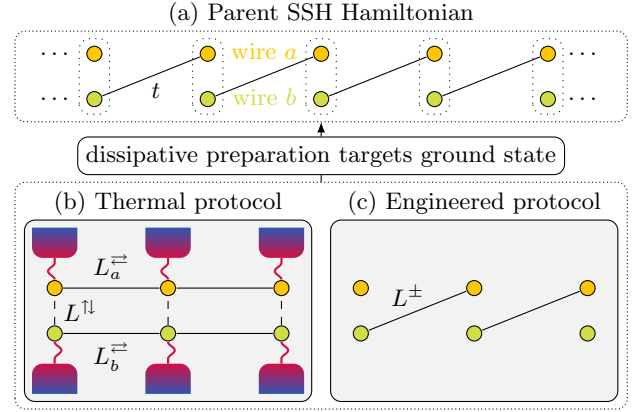 (a) Parent SSH Hamiltonian
··· wire a ···
t
··· wire b ···
dissipative preparation targets ground state
(b) Thermal protocol
(c) Engineered protocol
L_a^⇄
L^⇅
L_b^⇄
L^±